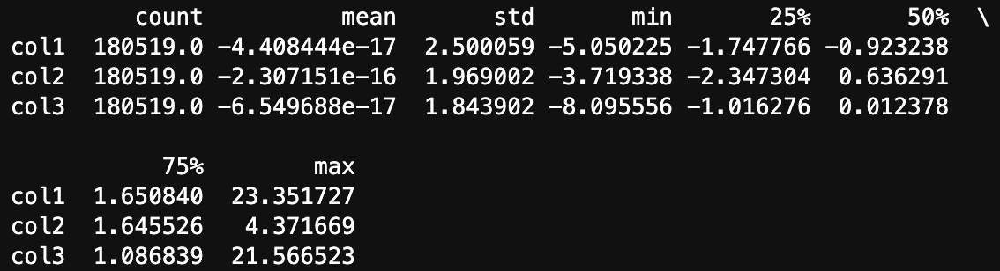 count mean std min 25% 50% \
col1 180519.0 -4.408444e-17 2.500059 -5.050225 -1.747766 -0.923238
col2 180519.0 -2.307151e-16 1.969002 -3.719338 -2.347304 0.636291
col3 180519.0 -6.549688e-17 1.843902 -8.095556 -1.016276 0.012378
75% max
col1 1.650840 23.351727
col2 1.645526 4.371669
col3 1.086839 21.566523